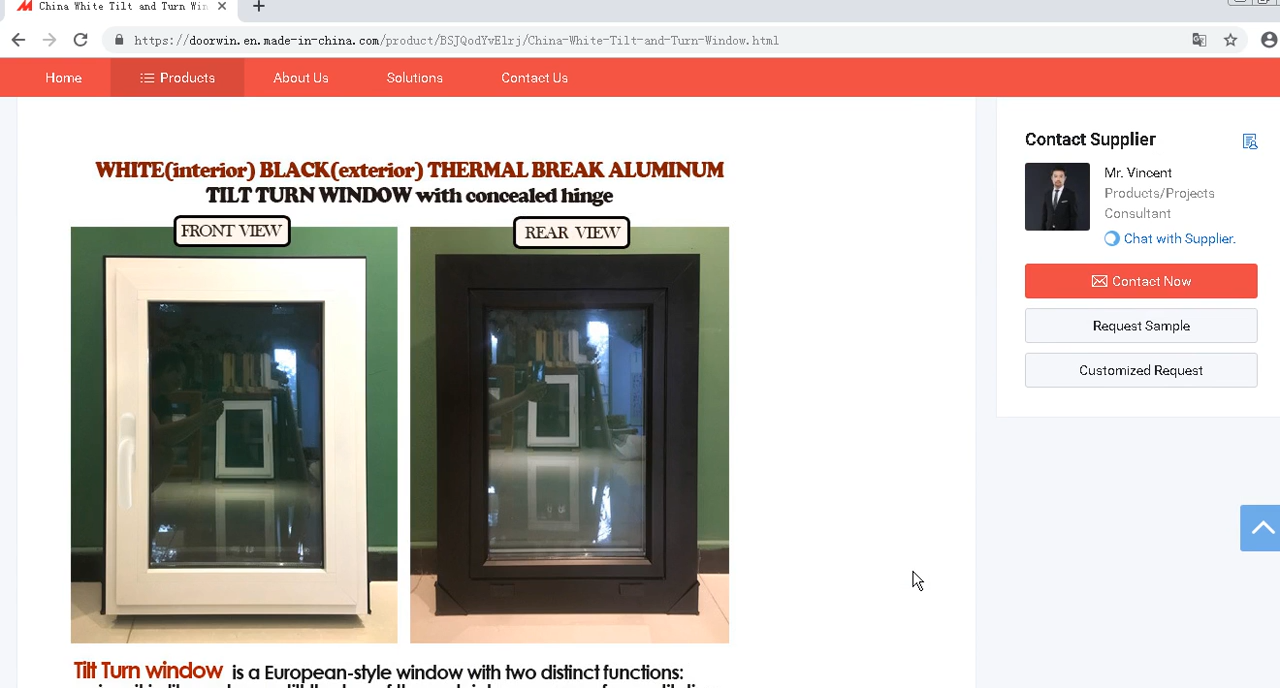 China White Tilt and Turn Win
https://doorwin.en.made-in-china.com/product/BSJQodYvElrj/China-White-Tilt-and-Turn-Window.html
Home
Products
About Us
Solutions
Contact Us
WHITE(interior) BLACK(exterior) THERMAL BREAK ALUMINUM
TILT TURN WINDOW with concealed hinge
FRONT VIEW
REAR VIEW
Tilt Turn window is a European-style window with two distinct functions:
Contact Supplier
Mr. Vincent
Products/Projects
Consultant
Chat with Supplier.
Contact Now
Request Sample
Customized Request